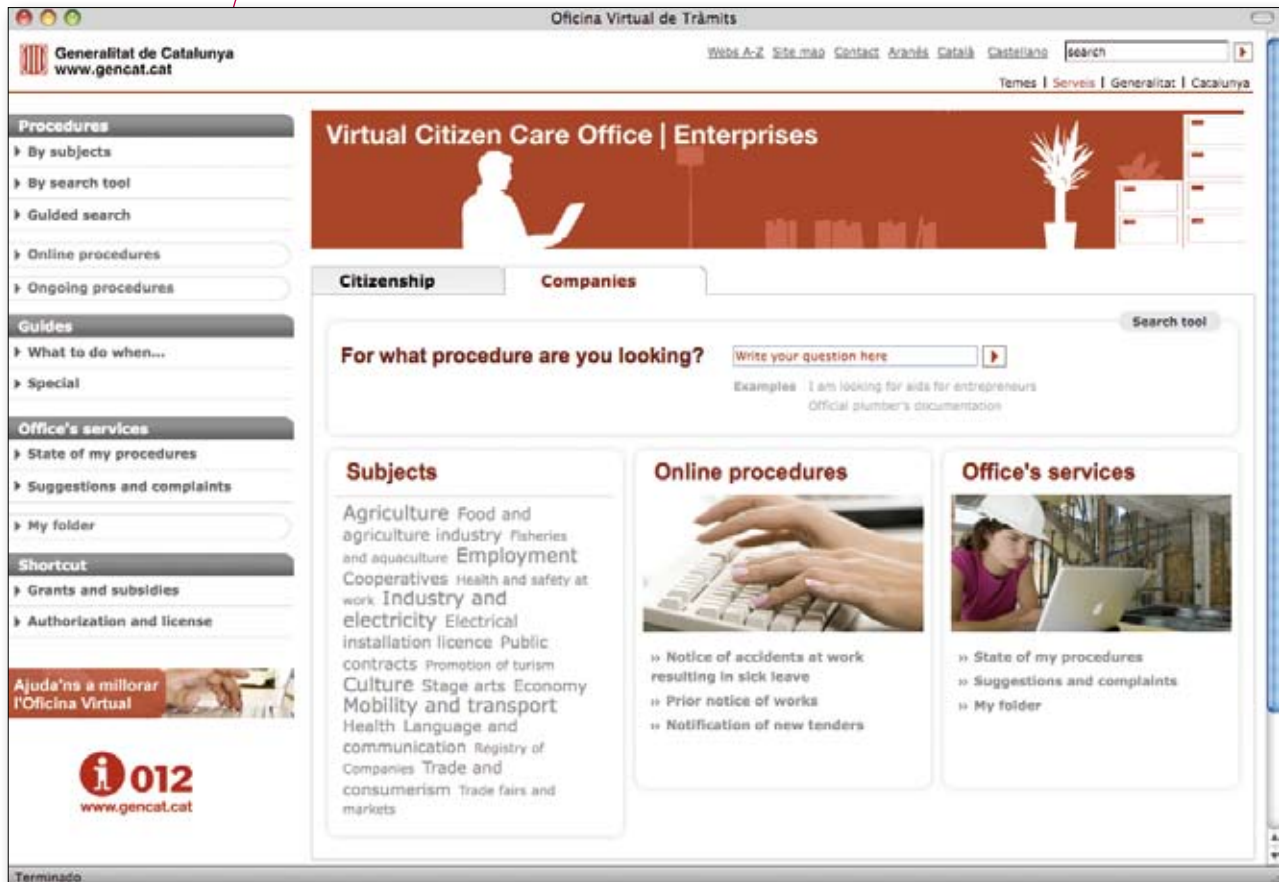 Oficina Virtual de Tràmits
Generalitat de Catalunya
www.gencat.cat
Webs A-Z Site map Contact Aranés Català Castellano search
Temes | Serveis | Generalitat | Catalunya
Procedures
By subjects
By search tool
Guided search
Online procedures
Ongoing procedures
Guides
What to do when...
Special
Office's services
State of my procedures
Suggestions and complaints
My folder
Shortcut
Grants and subsidies
Authorization and license
Ajuda'ns a millorar
l'Oficina Virtual
i 012
www.gencat.cat
Virtual Citizen Care Office | Enterprises
Citizenship
Companies
Search tool
For what procedure are you looking?
Write your question here
Examples I am looking for aids for entrepreneurs
Official plumber's documentation
Subjects
Agriculture Food and
agriculture industry Fisheries
and aquaculture Employment
Cooperatives Health and safety at
work Industry and
electricity Electrical
installation licence Public
contracts Promotion of turism
Culture Stage arts Economy
Mobility and transport
Health Language and
communication Registry of
Companies Trade and
consumerism Trade fairs and
markets
Online procedures
» Notice of accidents at work
resulting in sick leave
» Prior notice of works
» Notification of new tenders
Office's services
» State of my procedures
» Suggestions and complaints
» My folder
Terminado